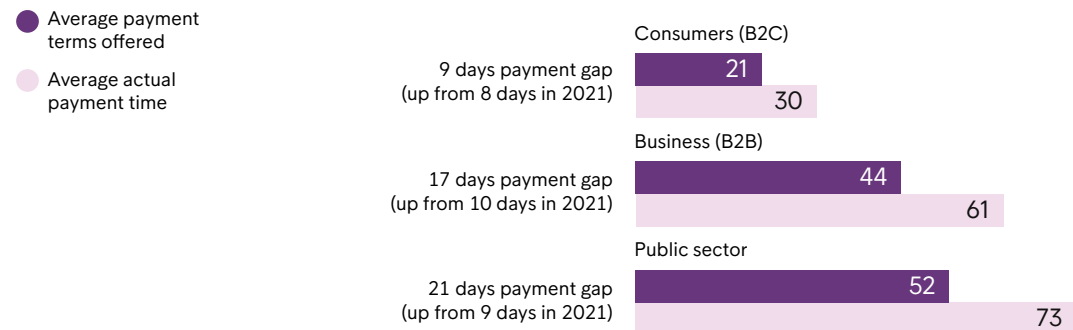 Average payment
terms offered
Average actual
payment time
Consumers (B2C)
9 days payment gap
(up from 8 days in 2021)
21
30
Business (B2B)
17 days payment gap
(up from 10 days in 2021)
44
61
Public sector
21 days payment gap
(up from 9 days in 2021)
52
73